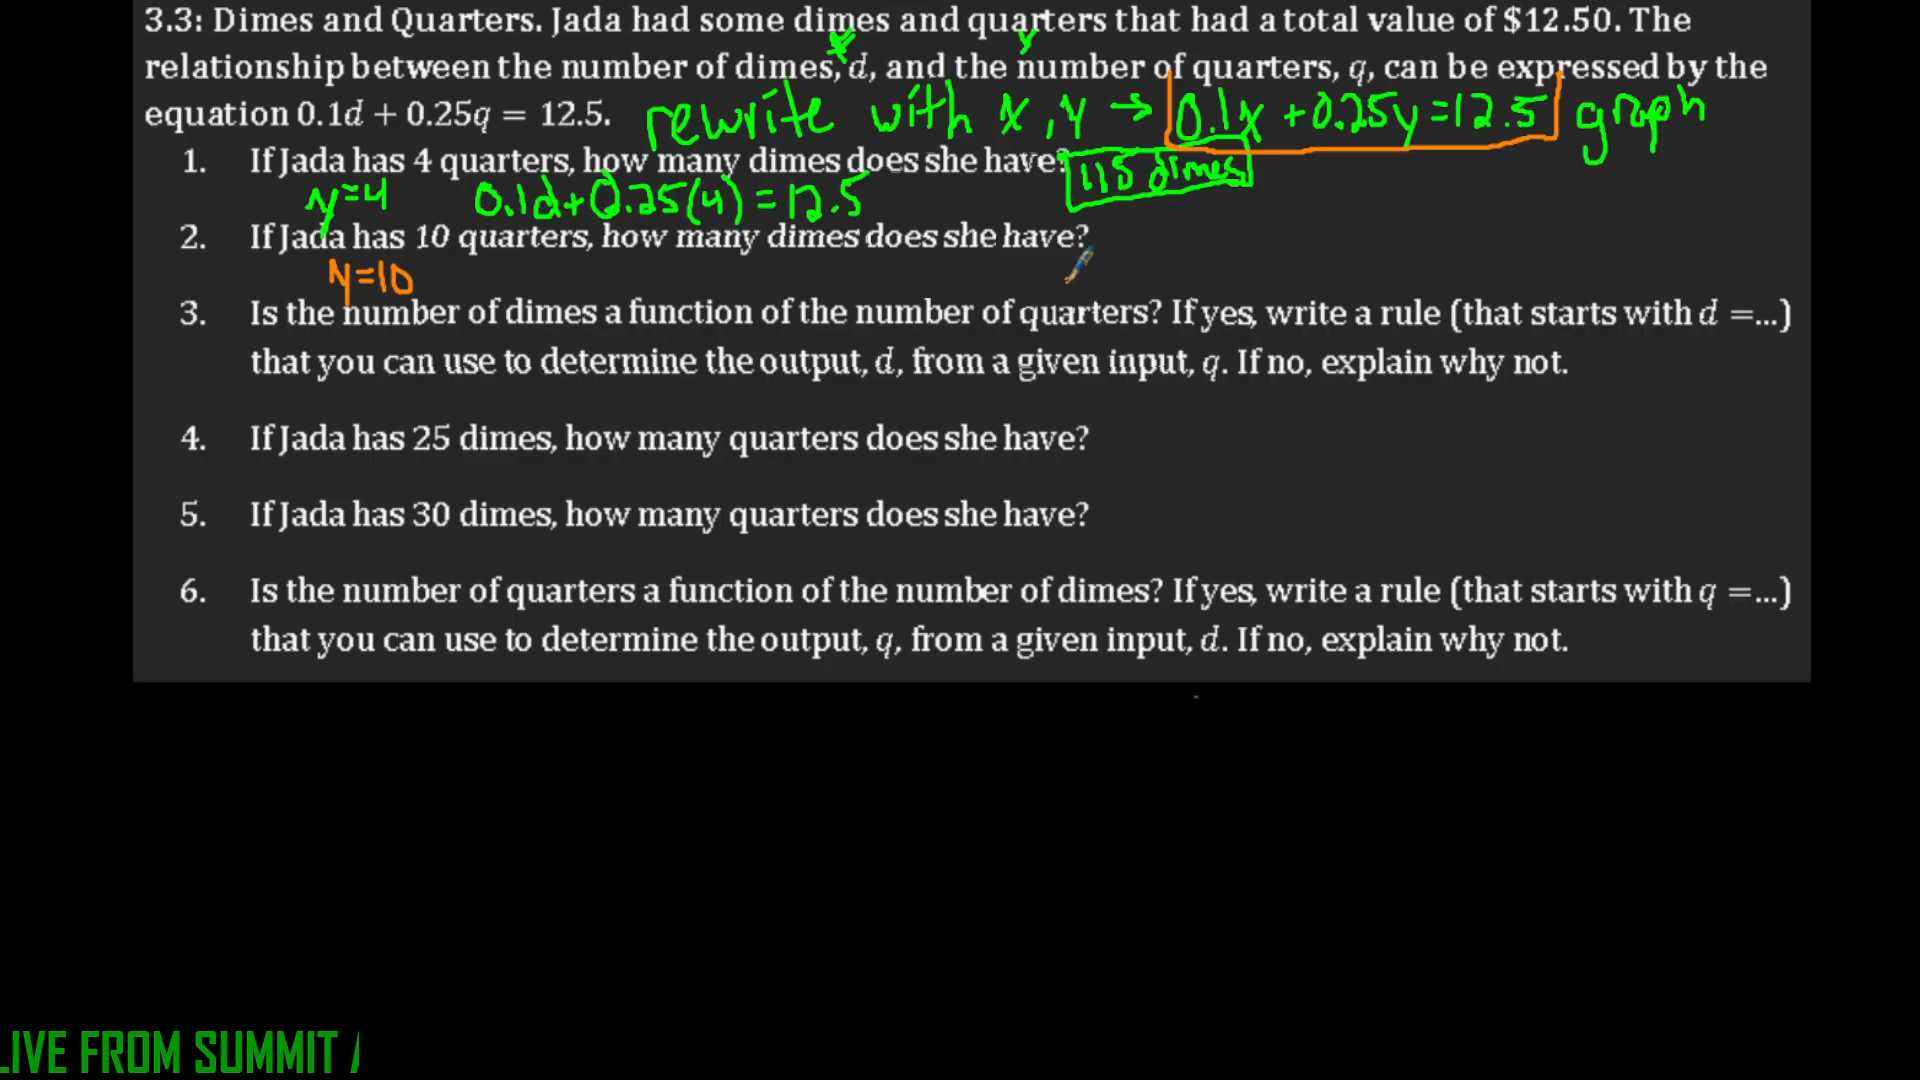 3.3: Dimes and Quarters. Jada had some dimes and quarters that had a total value of $12.50. The
x y
relationship between the number of dimes, d, and the number of quarters, q, can be expressed by the
equation 0.1d + 0.25q = 12.5. rewrite with x, y → 0.1x + 0.25y = 12.5 graph
1. If Jada has 4 quarters, how many dimes does she have? 115 dimes
y=4 0.1d + 0.25(4) = 12.5
2. If Jada has 10 quarters, how many dimes does she have?
y=10
3. Is the number of dimes a function of the number of quarters? If yes, write a rule (that starts with d =...)
that you can use to determine the output, d, from a given input, q. If no, explain why not.
4. If Jada has 25 dimes, how many quarters does she have?
5. If Jada has 30 dimes, how many quarters does she have?
6. Is the number of quarters a function of the number of dimes? If yes, write a rule (that starts with q =...)
that you can use to determine the output, q, from a given input, d. If no, explain why not.
LIVE FROM SUMMIT